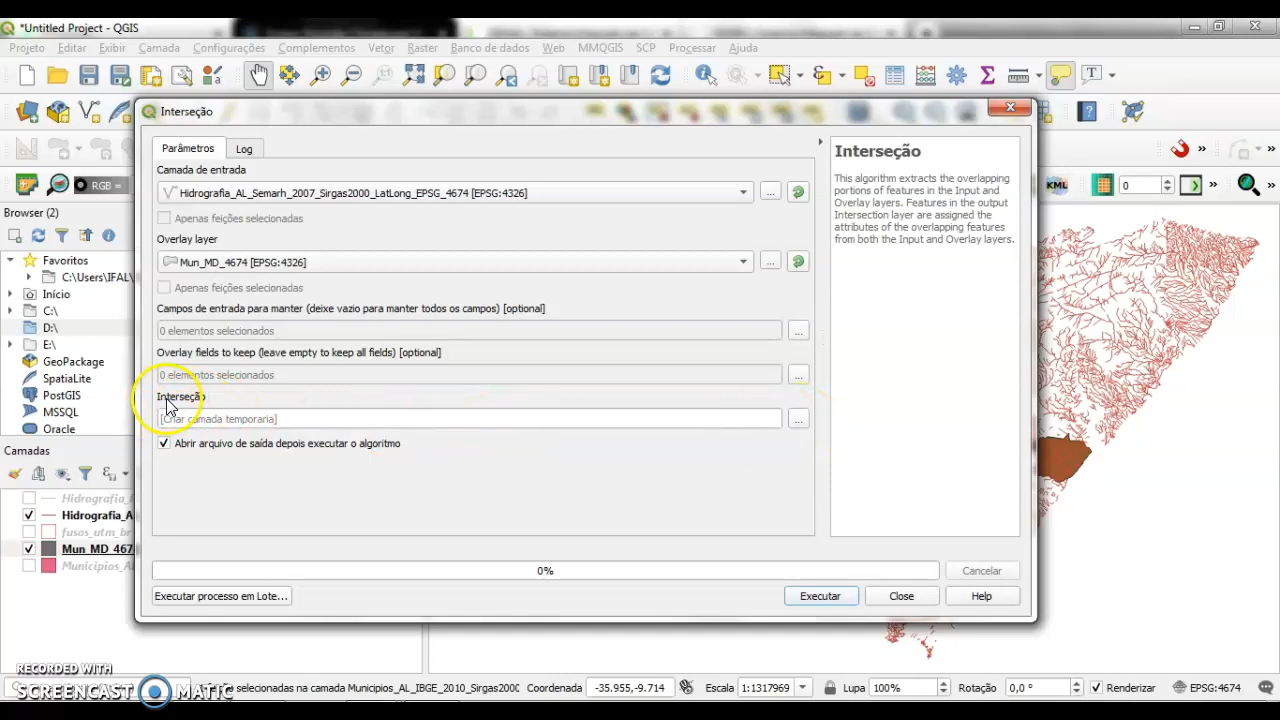 *Untitled Project - QGIS
Projeto Editar Exibir Camada Configurações Complementos Vetor Raster Banco de dados Web MMQGIS SCP Processar Ajuda
Interseção
Parâmetros Log
Camada de entrada
Hidrografia_AL_Semarh_2007_Sirgas2000_LatLong_EPSG_4674 [EPSG:4326]
Apenas feições selecionadas
Overlay layer
Mun_MD_4674 [EPSG:4326]
Apenas feições selecionadas
Campos de entrada para manter (deixe vazio para manter todos os campos) [optional]
0 elementos selecionados
Overlay fields to keep (leave empty to keep all fields) [optional]
0 elementos selecionados
Interseção
[Criar camada temporaria]
Abrir arquivo de saída depois executar o algoritmo
0%
Cancelar
Executar processo em Lote...
Executar
Close
Help
Interseção
This algorithm extracts the overlapping
portions of features in the Input and
Overlay layers. Features in the output
Intersection layer are assigned the
attributes of the overlapping features
from both the Input and Overlay layers.
RGB =
KML
0
Browser (2)
Favoritos
C:\Users\IFAL
Início
C:\
D:\
E:\
GeoPackage
SpatiaLite
PostGIS
MSSQL
Oracle
Camadas
Hidrografia_
Hidrografia_A
fusos_utm_br
Mun_MD_467
Municípios_A
RECORDED WITH
SCREENCAST MATIC
selecionadas na camada Municípios_AL_IBGE_2010_Sirgas2000
Coordenada -35.955,-9.714
Escala 1:1317969
Lupa 100%
Rotação 0,0 °
Renderizar
EPSG:4674